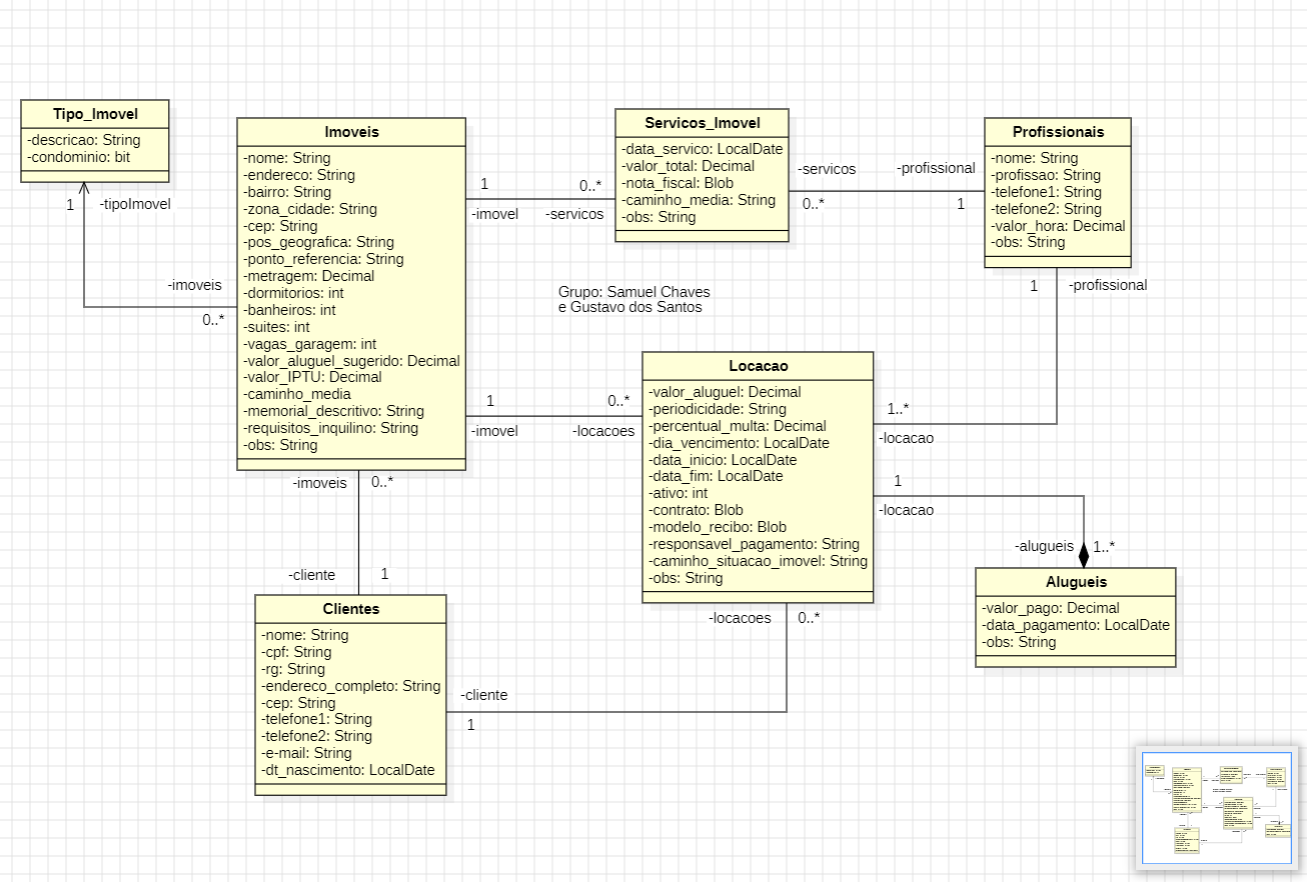 Tipo_Imovel
-descricao: String
-condominio: bit
1
-tipoImovel
-imoveis
0..*
Imoveis
-nome: String
-endereco: String
-bairro: String
-zona_cidade: String
-cep: String
-pos_geografica: String
-ponto_referencia: String
-metragem: Decimal
-dormitorios: int
-banheiros: int
-suites: int
-vagas_garagem: int
-valor_aluguel_sugerido: Decimal
-valor_IPTU: Decimal
-caminho_media
-memorial_descritivo: String
-requisitos_inquilino: String
-obs: String
1
0..*
-imovel
-servicos
Servicos_Imovel
-data_servico: LocalDate
-valor_total: Decimal
-nota_fiscal: Blob
-caminho_media: String
-obs: String
-servicos
-profissional
0..*
1
Profissionais
-nome: String
-profissao: String
-telefone1: String
-telefone2: String
-valor_hora: Decimal
-obs: String
1
-profissional
Grupo: Samuel Chaves
e Gustavo dos Santos
1
0..*
-imovel
-locacoes
Locacao
-valor_aluguel: Decimal
-periodicidade: String
-percentual_multa: Decimal
-dia_vencimento: LocalDate
-data_inicio: LocalDate
-data_fim: LocalDate
-ativo: int
-contrato: Blob
-modelo_recibo: Blob
-responsavel_pagamento: String
-caminho_situacao_imovel: String
-obs: String
1..*
-locacao
1
-locacao
-alugueis
1..*
Alugueis
-valor_pago: Decimal
-data_pagamento: LocalDate
-obs: String
-imoveis
0..*
-cliente
1
Clientes
-nome: String
-cpf: String
-rg: String
-endereco_completo: String
-cep: String
-telefone1: String
-telefone2: String
-e-mail: String
-dt_nascimento: LocalDate
-locacoes
0..*
-cliente
1